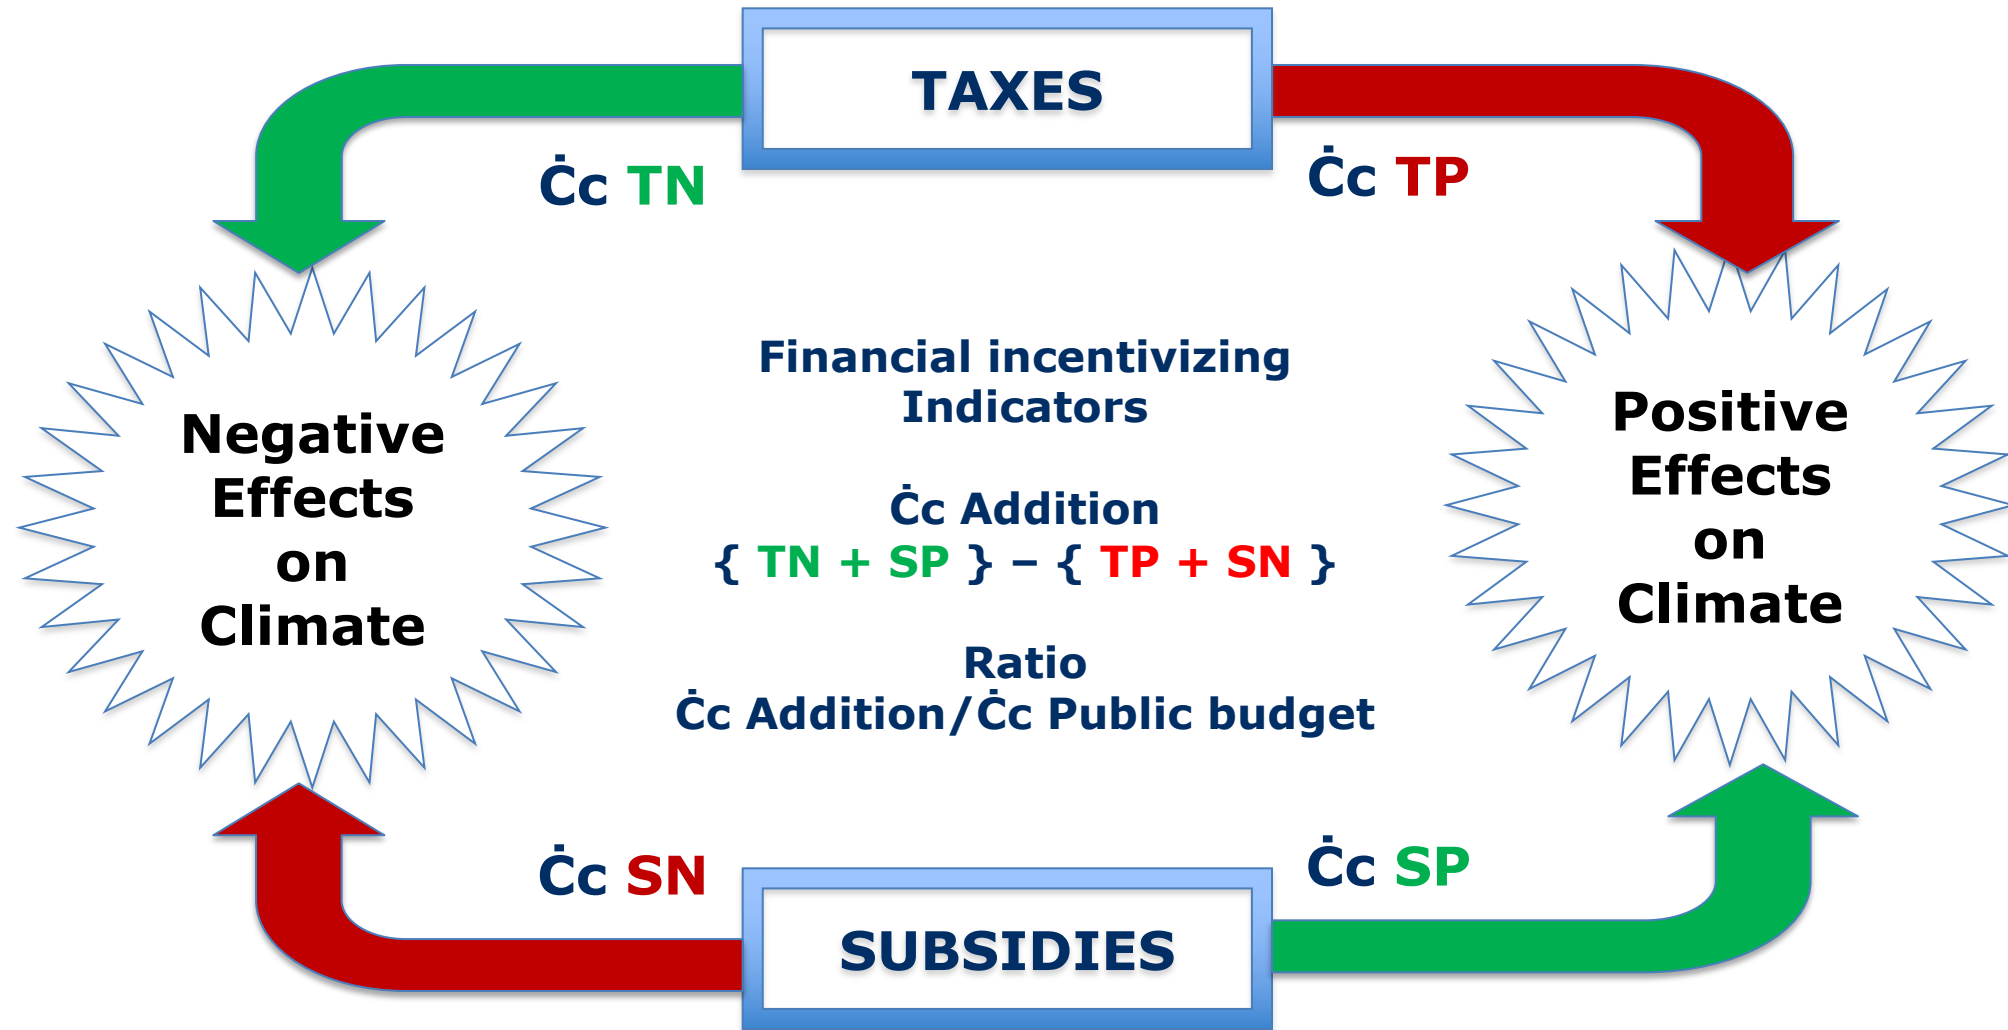 TAXES
Ċc TN
Ċc TP
Negative
Effects
on
Climate
Financial incentivizing
Indicators
Ċc Addition
{ TN + SP } – { TP + SN }
Ratio
Ċc Addition/Ċc Public budget
Positive
Effects
on
Climate
Ċc SN
Ċc SP
SUBSIDIES